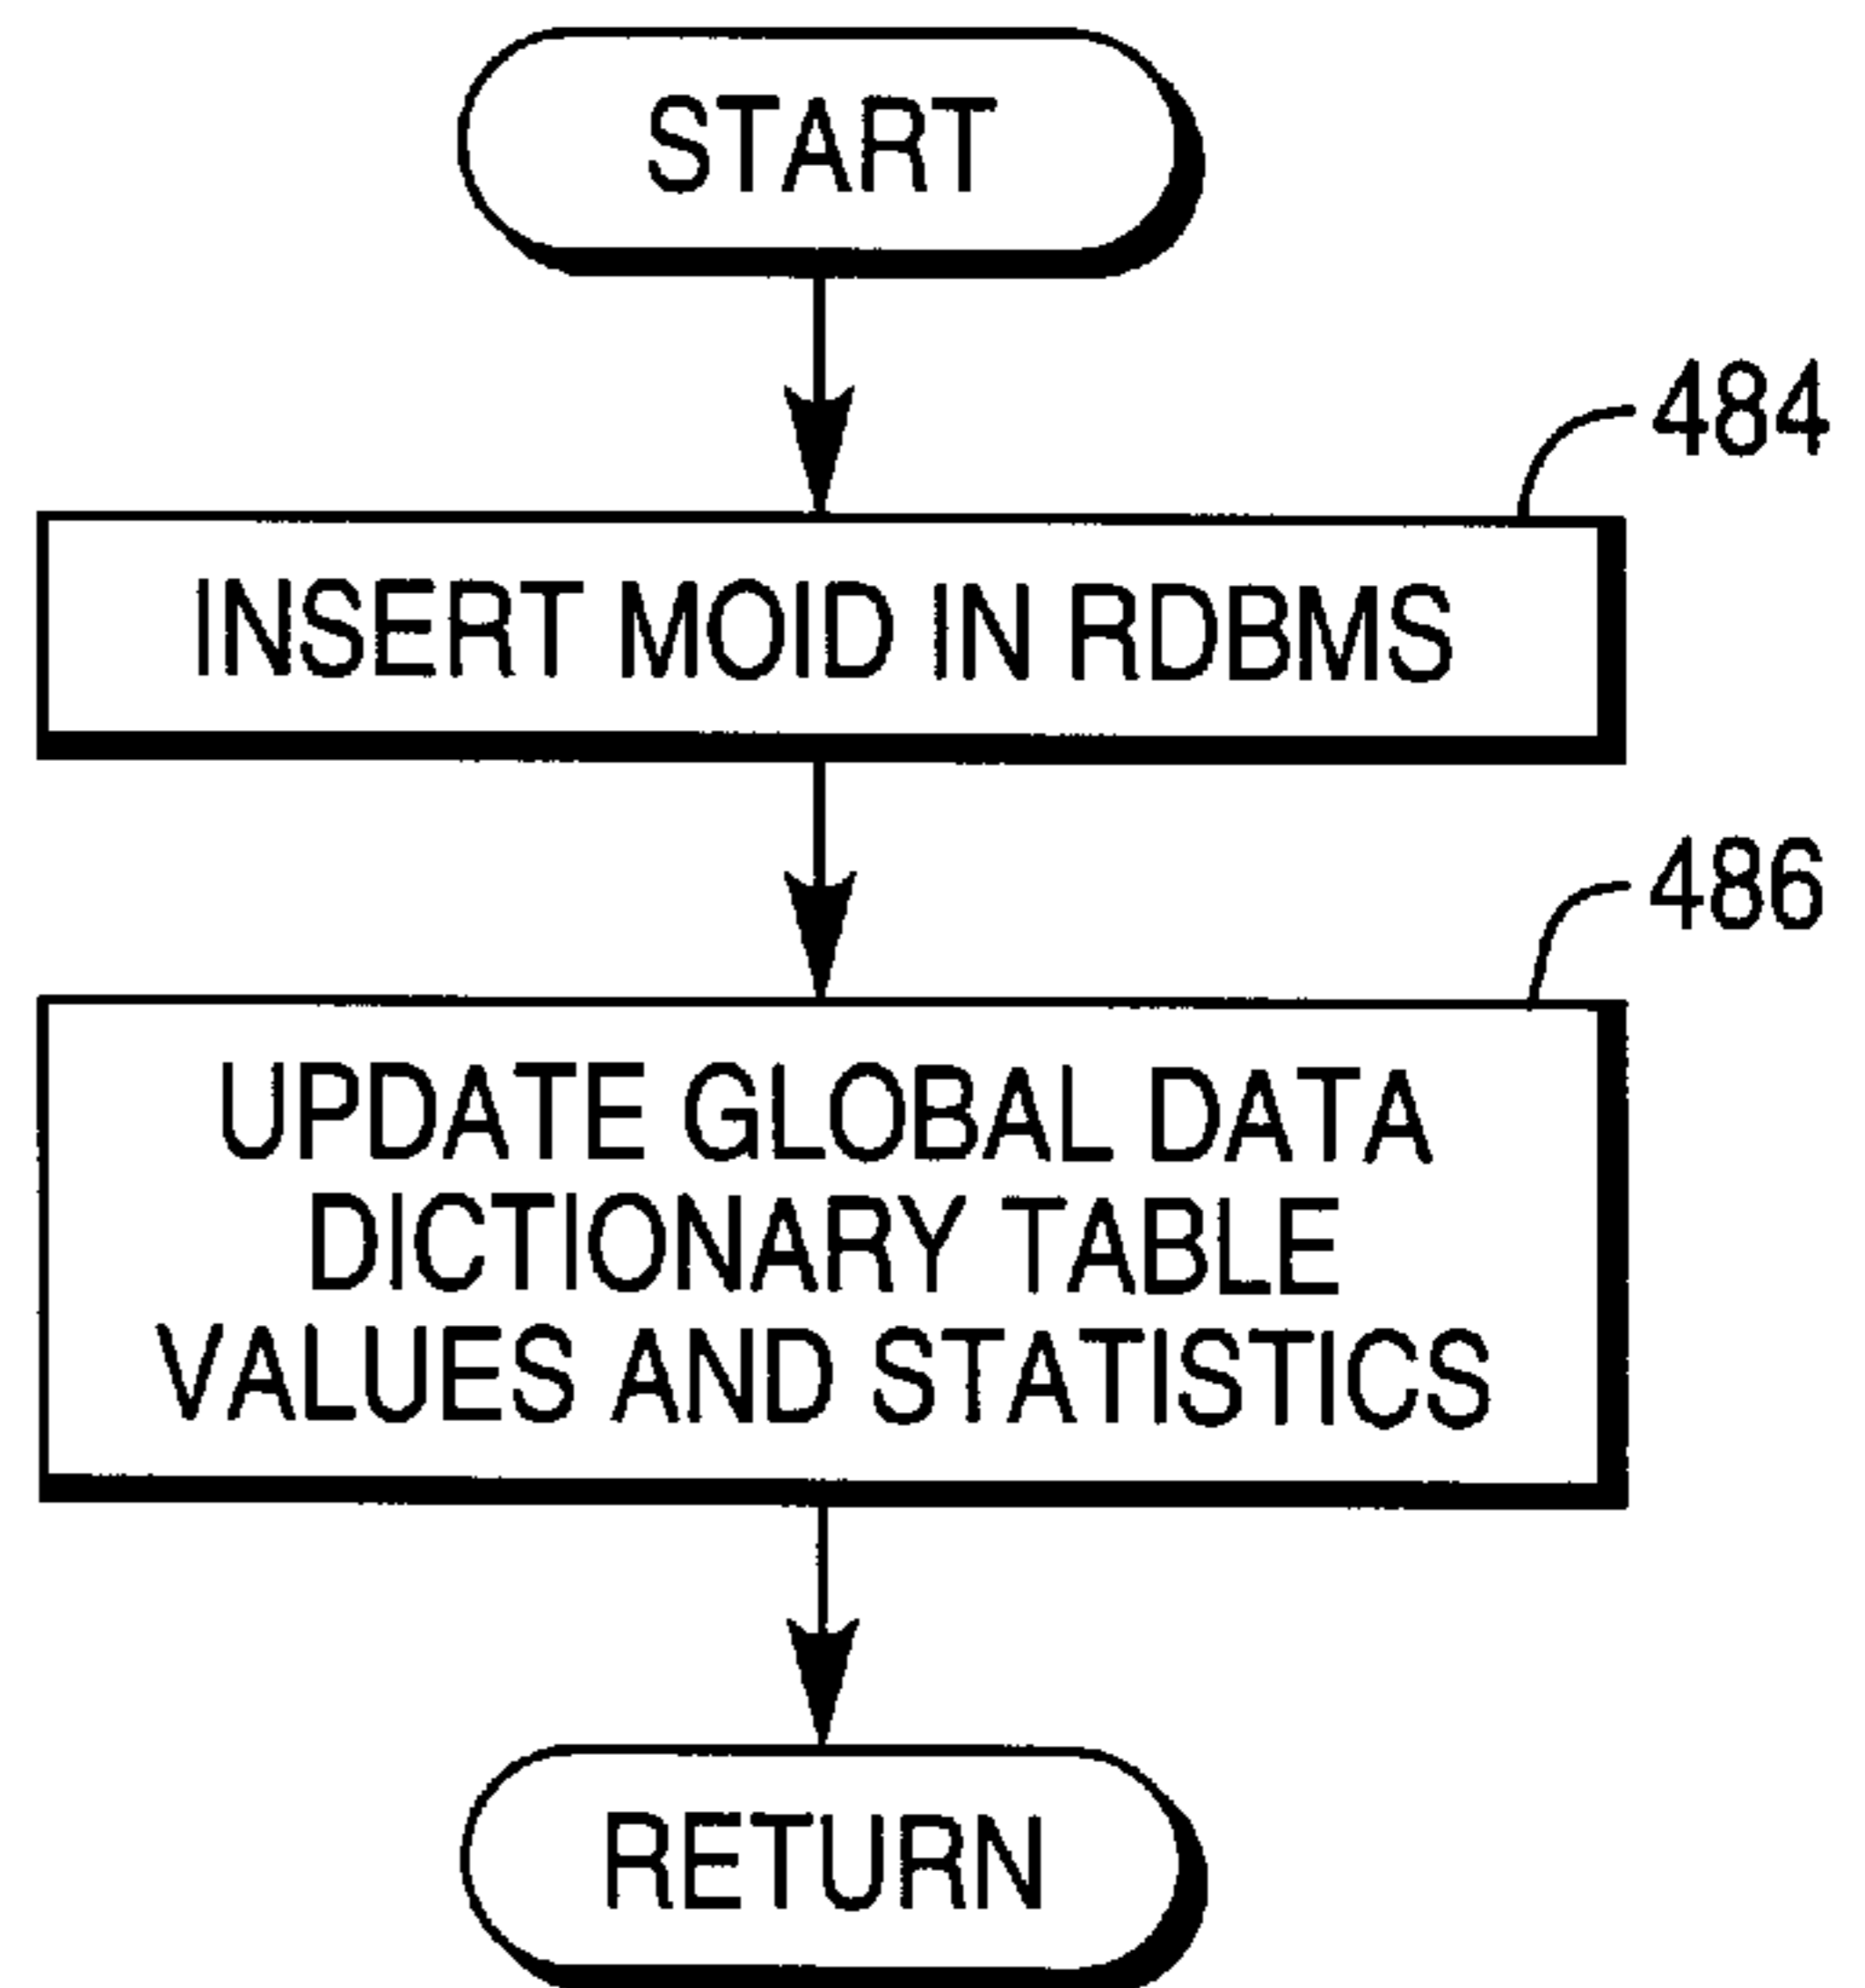 START
484
INSERT MOID IN RDBMS
486
UPDATE GLOBAL DATA
DICTIONARY TABLE
VALUES AND STATISTICS
RETURN